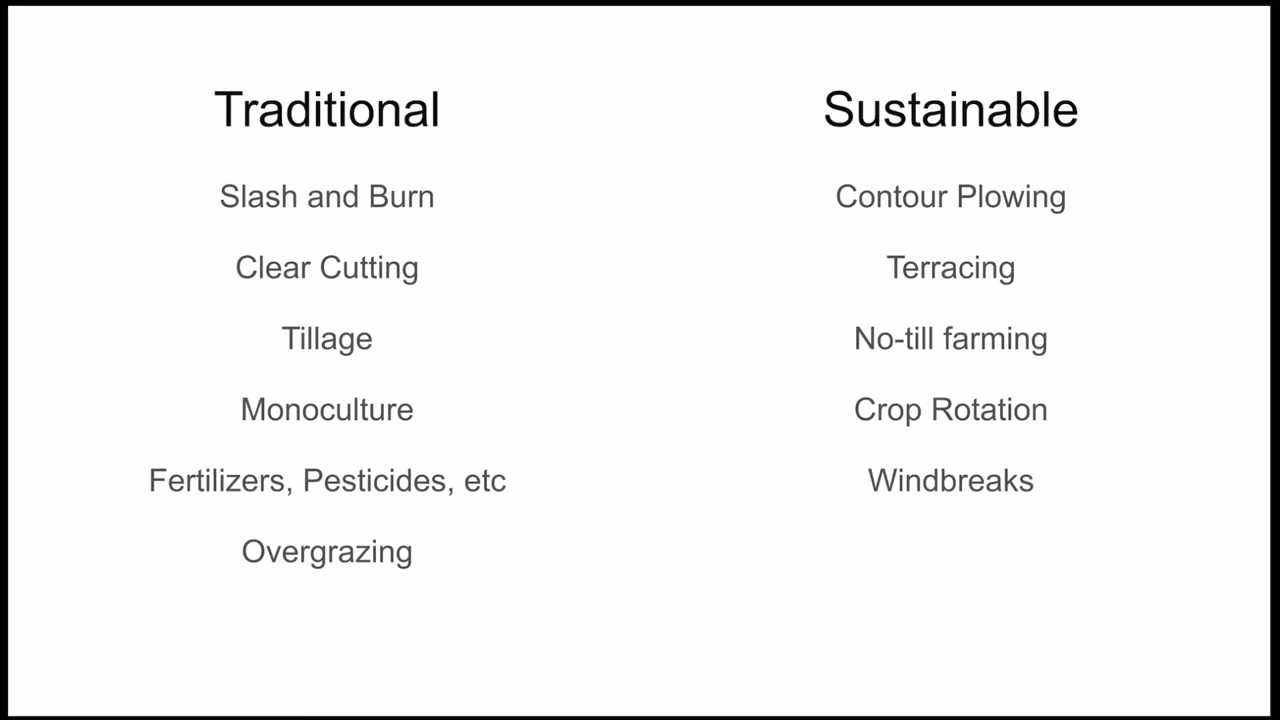 Traditional
Slash and Burn
Clear Cutting
Tillage
Monoculture
Fertilizers, Pesticides, etc
Overgrazing
Sustainable
Contour Plowing
Terracing
No-till farming
Crop Rotation
Windbreaks